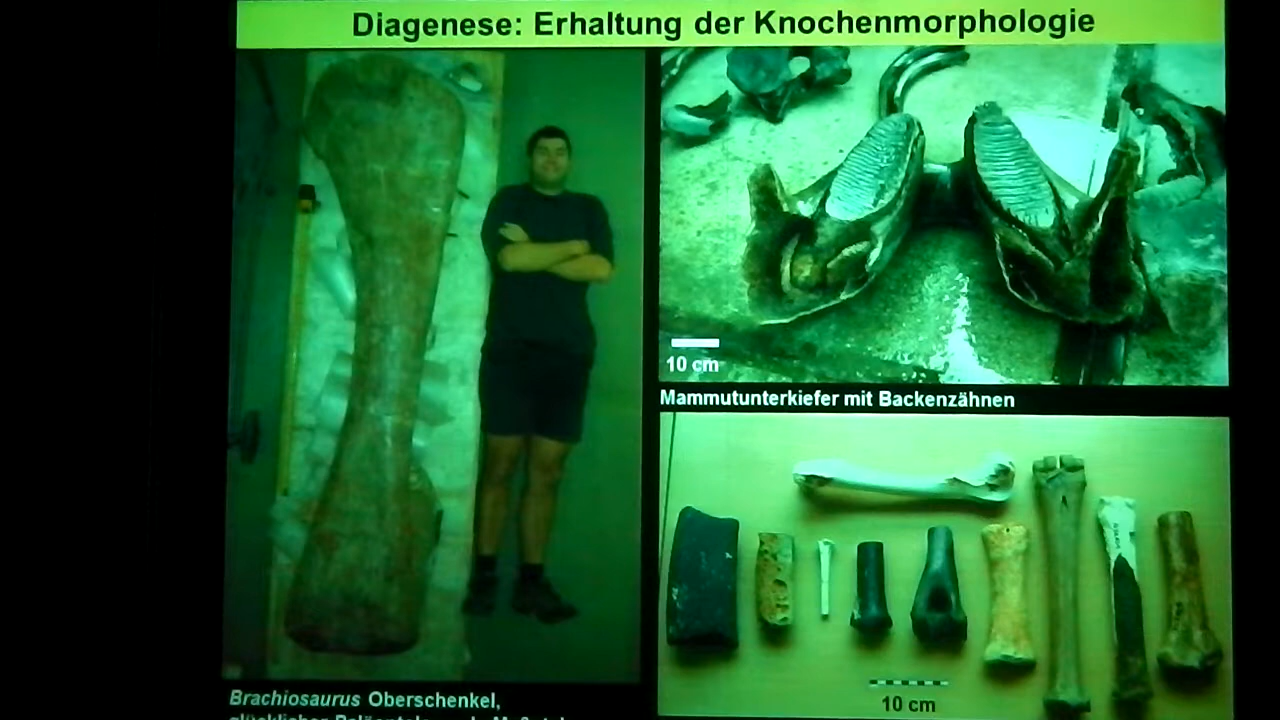 Diagenese: Erhaltung der Knochenmorphologie
10 cm
Mammutunterkiefer mit Backenzähnen
10 cm
Brachiosaurus Oberschenkel,